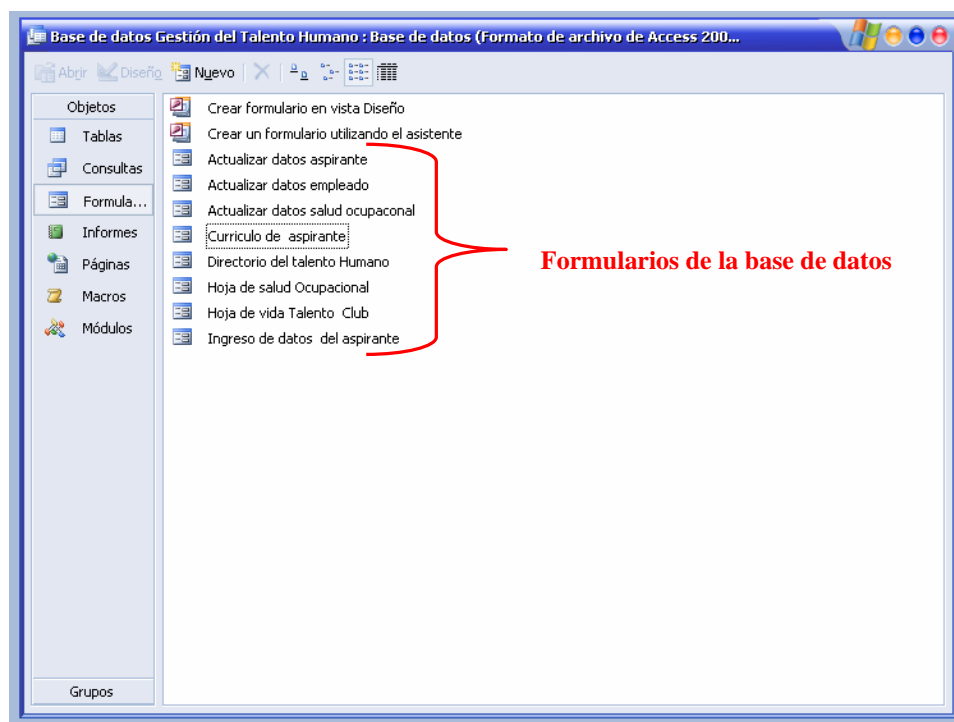 Base de datos Gestión del Talento Humano : Base de datos (Formato de archivo de Access 200...
Abrir Diseño Nuevo
Objetos
Tablas
Consultas
Formula...
Informes
Páginas
Macros
Módulos
Grupos
Crear formulario en vista Diseño
Crear un formulario utilizando el asistente
Actualizar datos aspirante
Actualizar datos empleado
Actualizar datos salud ocupaconal
Curriculo de aspirante
Directorio del talento Humano
Hoja de salud Ocupacional
Hoja de vida Talento Club
Ingreso de datos del aspirante
Formularios de la base de datos